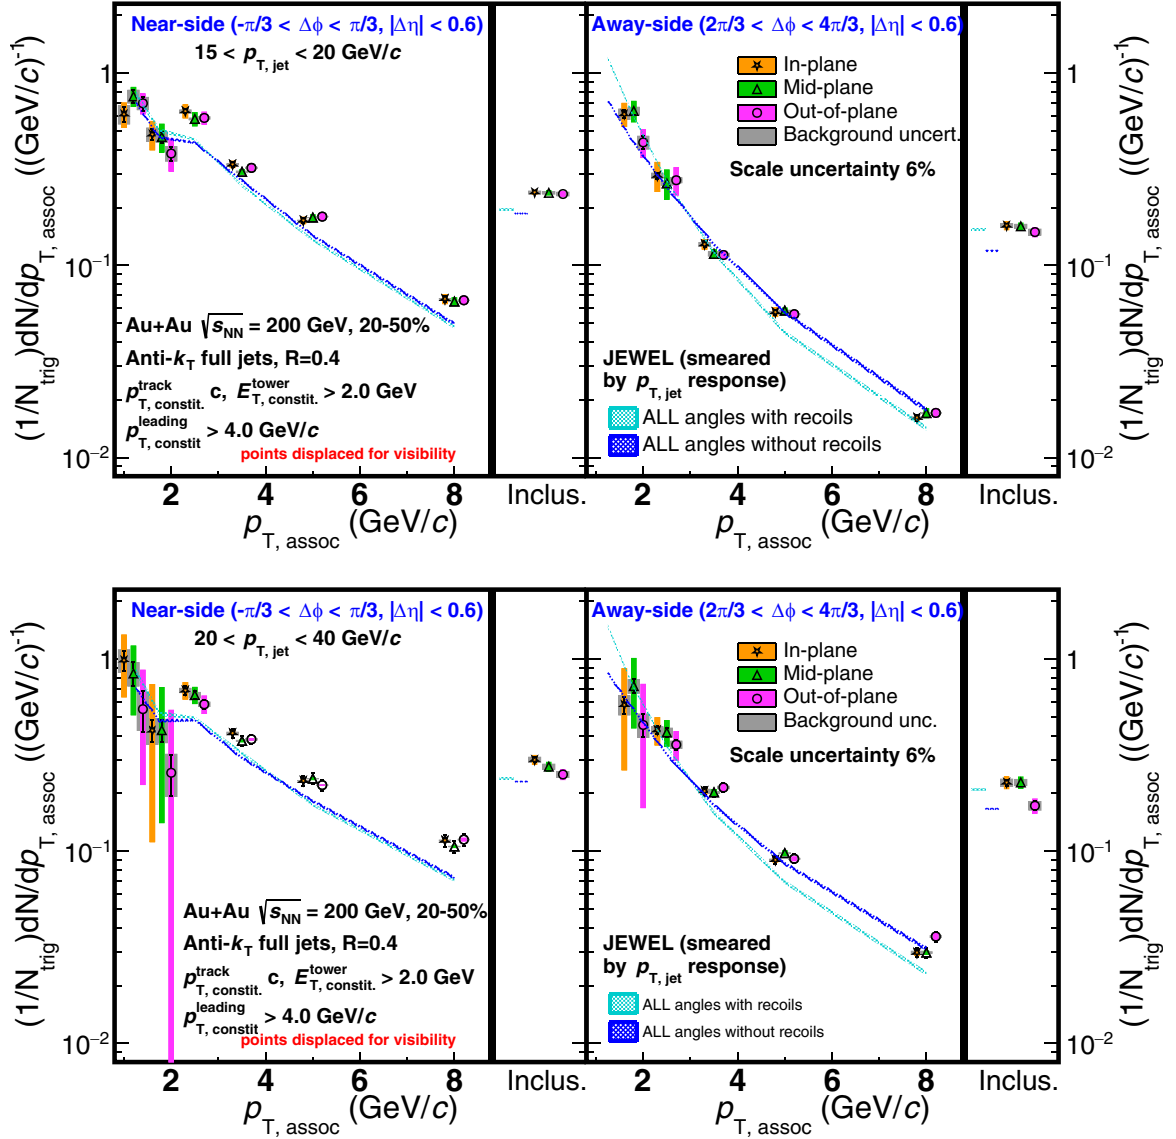 Near-side (-π/3 < Δϕ < π/3, |Δη| < 0.6)
15 < p_T, jet < 20 GeV/c
Away-side (2π/3 < Δϕ < 4π/3, |Δη| < 0.6)
In-plane
Mid-plane
Out-of-plane
Background uncert.
Scale uncertainty 6%
(1/N_trig)dN/dp_T, assoc ((GeV/c)^-1)
1
10^-1
10^-2
Au+Au √s_NN = 200 GeV, 20-50%
Anti-k_T full jets, R=0.4
p_T, constit.^track c, E_T, constit.^tower > 2.0 GeV
p_T, constit^leading > 4.0 GeV/c
points displaced for visibility
JEWEL (smeared
by p_T,jet response)
ALL angles with recoils
ALL angles without recoils
1
10^-1
10^-2
(1/N_trig)dN/dp_T, assoc ((GeV/c)^-1)
2 4 6 8 Inclus. 2 4 6 8 Inclus.
p_T, assoc (GeV/c)
p_T, assoc (GeV/c)
Near-side (-π/3 < Δϕ < π/3, |Δη| < 0.6)
20 < p_T, jet < 40 GeV/c
Away-side (2π/3 < Δϕ < 4π/3, |Δη| < 0.6)
In-plane
Mid-plane
Out-of-plane
Background unc.
Scale uncertainty 6%
(1/N_trig)dN/dp_T, assoc ((GeV/c)^-1)
1
10^-1
10^-2
Au+Au √s_NN = 200 GeV, 20-50%
Anti-k_T full jets, R=0.4
p_T, constit.^track c, E_T, constit.^tower > 2.0 GeV
p_T, constit^leading > 4.0 GeV/c
points displaced for visibility
JEWEL (smeared
by p_T,jet response)
ALL angles with recoils
ALL angles without recoils
1
10^-1
10^-2
(1/N_trig)dN/dp_T, assoc ((GeV/c)^-1)
2 4 6 8 Inclus. 2 4 6 8 Inclus.
p_T, assoc (GeV/c)
p_T, assoc (GeV/c)